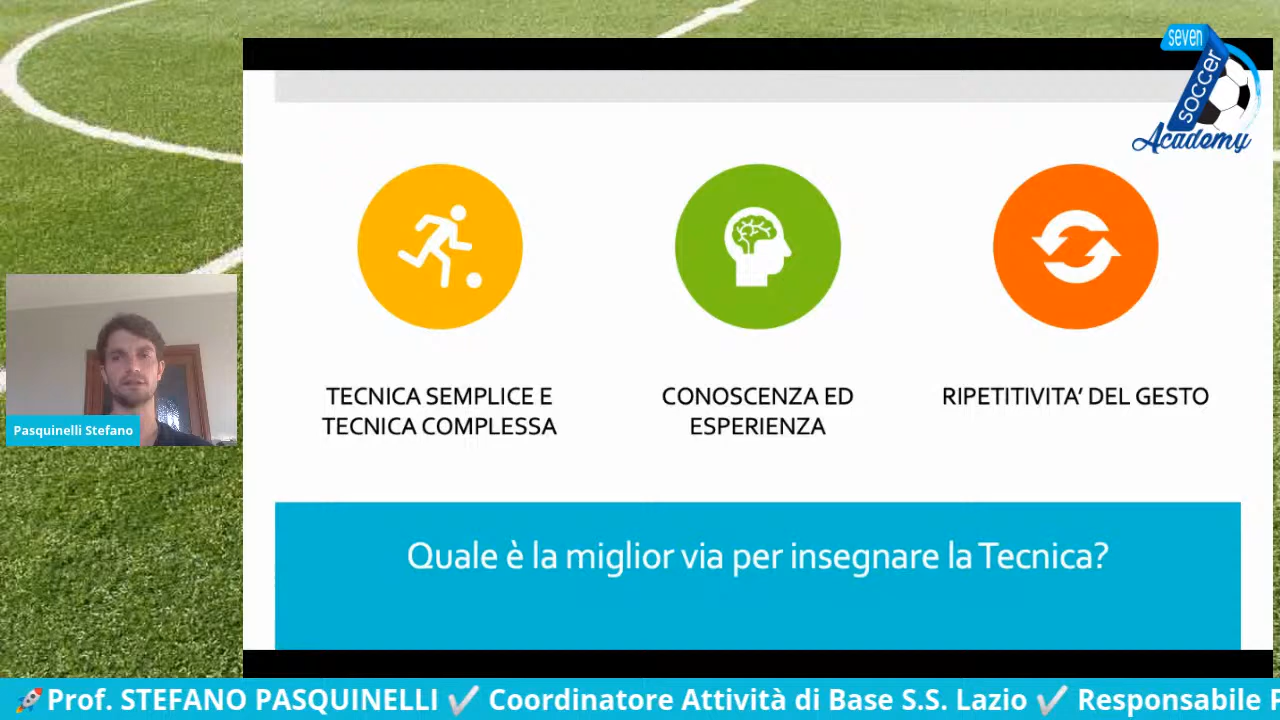 seven
SOCCER
Academy
TECNICA SEMPLICE E
TECNICA COMPLESSA
CONOSCENZA ED
ESPERIENZA
RIPETITIVITA’ DEL GESTO
Pasquinelli Stefano
Quale è la miglior via per insegnare la Tecnica?
🚀Prof. STEFANO PASQUINELLI ✔️ Coordinatore Attività di Base S.S. Lazio ✔️ Responsabile